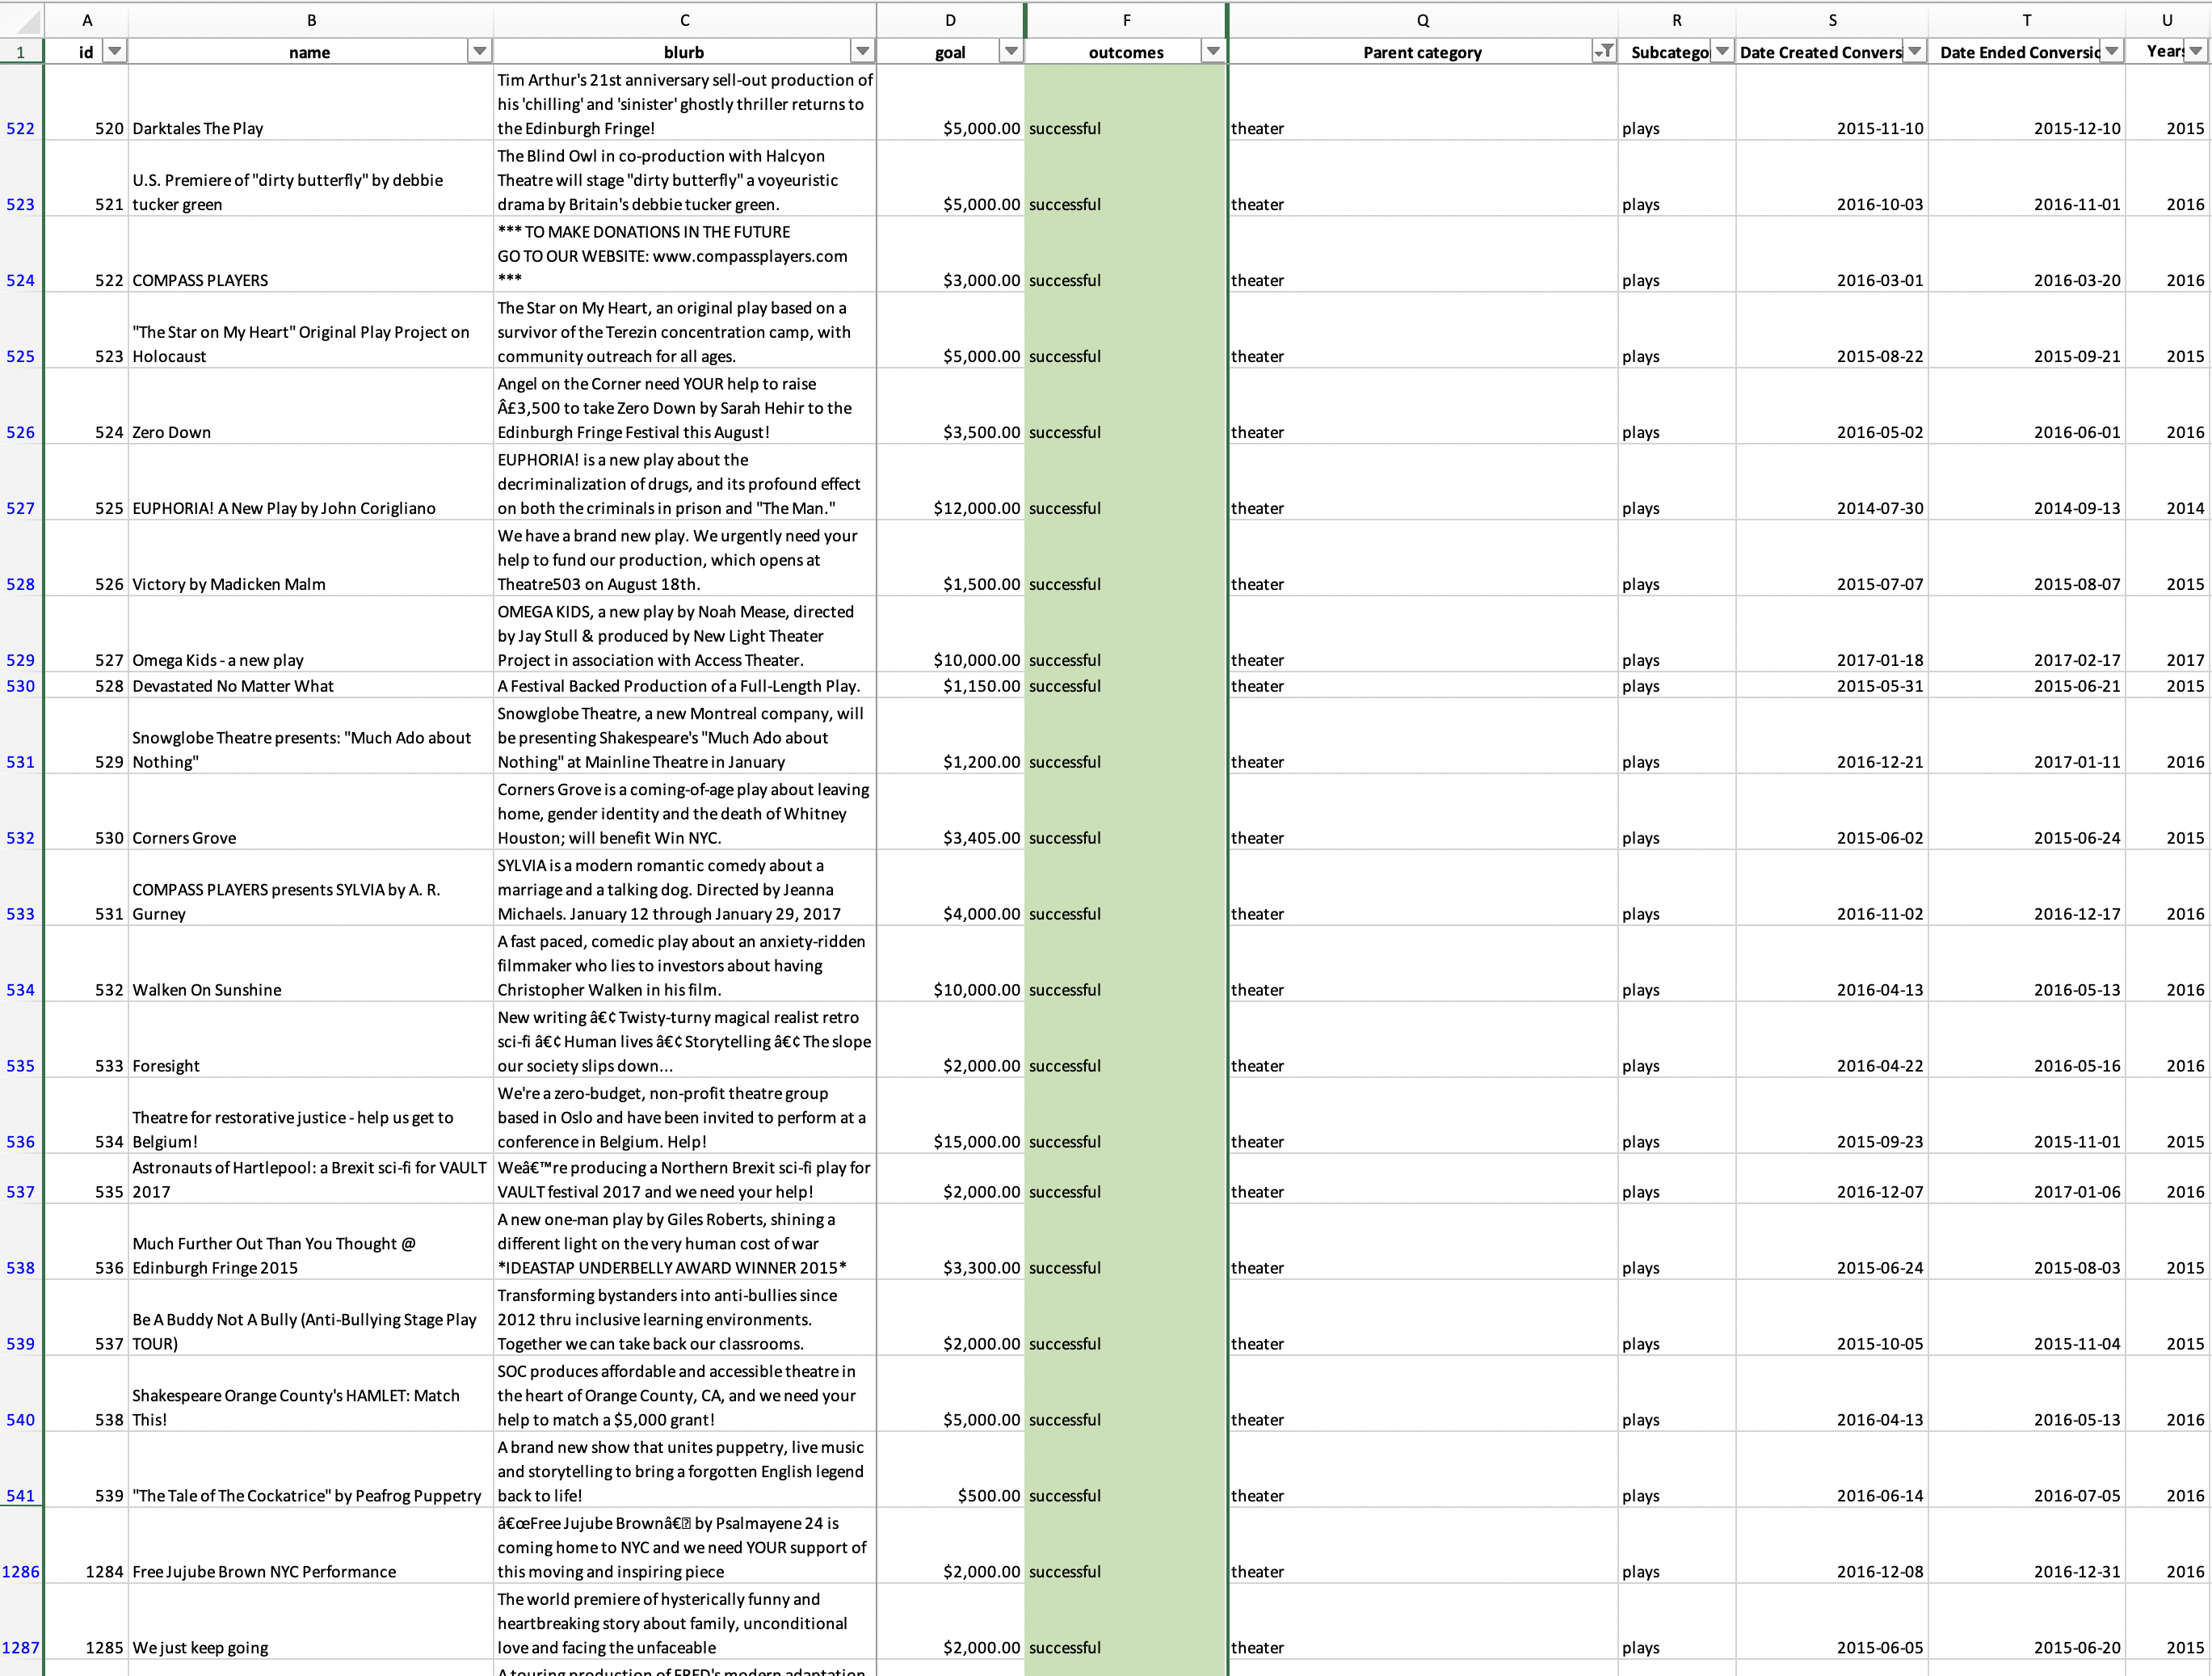 A B C D F Q R S T U
1 id name blurb goal outcomes Parent category Subcatego Date Created Convers Date Ended Conversic Years
Tim Arthur's 21st anniversary sell-out production of
his 'chilling' and 'sinister' ghostly thriller returns to
522 520 Darktales The Play the Edinburgh Fringe! $5,000.00 successful theater plays 2015-11-10 2015-12-10 2015
The Blind Owl in co-production with Halcyon
U.S. Premiere of "dirty butterfly" by debbie Theatre will stage "dirty butterfly" a voyeuristic
523 521 tucker green drama by Britain's debbie tucker green. $5,000.00 successful theater plays 2016-10-03 2016-11-01 2016
*** TO MAKE DONATIONS IN THE FUTURE
GO TO OUR WEBSITE: www.compassplayers.com
524 522 COMPASS PLAYERS *** $3,000.00 successful theater plays 2016-03-01 2016-03-20 2016
The Star on My Heart, an original play based on a
"The Star on My Heart" Original Play Project on survivor of the Terezin concentration camp, with
525 523 Holocaust community outreach for all ages. $5,000.00 successful theater plays 2015-08-22 2015-09-21 2015
Angel on the Corner need YOUR help to raise
Â£3,500 to take Zero Down by Sarah Hehir to the
526 524 Zero Down Edinburgh Fringe Festival this August! $3,500.00 successful theater plays 2016-05-02 2016-06-01 2016
EUPHORIA! is a new play about the
decriminalization of drugs, and its profound effect
527 525 EUPHORIA! A New Play by John Corigliano on both the criminals in prison and "The Man." $12,000.00 successful theater plays 2014-07-30 2014-09-13 2014
We have a brand new play. We urgently need your
help to fund our production, which opens at
528 526 Victory by Madicken Malm Theatre503 on August 18th. $1,500.00 successful theater plays 2015-07-07 2015-08-07 2015
OMEGA KIDS, a new play by Noah Mease, directed
by Jay Stull & produced by New Light Theater
529 527 Omega Kids - a new play Project in association with Access Theater. $10,000.00 successful theater plays 2017-01-18 2017-02-17 2017
530 528 Devastated No Matter What A Festival Backed Production of a Full-Length Play. $1,150.00 successful theater plays 2015-05-31 2015-06-21 2015
Snowglobe Theatre, a new Montreal company, will
Snowglobe Theatre presents: "Much Ado about be presenting Shakespeare's "Much Ado about
531 529 Nothing" Nothing" at Mainline Theatre in January $1,200.00 successful theater plays 2016-12-21 2017-01-11 2016
Corners Grove is a coming-of-age play about leaving
home, gender identity and the death of Whitney
532 530 Corners Grove Houston; will benefit Win NYC. $3,405.00 successful theater plays 2015-06-02 2015-06-24 2015
SYLVIA is a modern romantic comedy about a
COMPASS PLAYERS presents SYLVIA by A. R. marriage and a talking dog. Directed by Jeanna
533 531 Gurney Michaels. January 12 through January 29, 2017 $4,000.00 successful theater plays 2016-11-02 2016-12-17 2016
A fast paced, comedic play about an anxiety-ridden
filmmaker who lies to investors about having
534 532 Walken On Sunshine Christopher Walken in his film. $10,000.00 successful theater plays 2016-04-13 2016-05-13 2016
New writing â€¢ Twisty-turny magical realist retro
sci-fi â€¢ Human lives â€¢ Storytelling â€¢ The slope
535 533 Foresight our society slips down... $2,000.00 successful theater plays 2016-04-22 2016-05-16 2016
We're a zero-budget, non-profit theatre group
Theatre for restorative justice - help us get to based in Oslo and have been invited to perform at a
536 534 Belgium! conference in Belgium. Help! $15,000.00 successful theater plays 2015-09-23 2015-11-01 2015
Astronauts of Hartlepool: a Brexit sci-fi for VAULT Weâ€™re producing a Northern Brexit sci-fi play for
537 535 2017 VAULT festival 2017 and we need your help! $2,000.00 successful theater plays 2016-12-07 2017-01-06 2016
A new one-man play by Giles Roberts, shining a
Much Further Out Than You Thought @ different light on the very human cost of war
538 536 Edinburgh Fringe 2015 *IDEASTAP UNDERBELLY AWARD WINNER 2015* $3,300.00 successful theater plays 2015-06-24 2015-08-03 2015
Transforming bystanders into anti-bullies since
Be A Buddy Not A Bully (Anti-Bullying Stage Play 2012 thru inclusive learning environments.
539 537 TOUR) Together we can take back our classrooms. $2,000.00 successful theater plays 2015-10-05 2015-11-04 2015
SOC produces affordable and accessible theatre in
Shakespeare Orange County's HAMLET: Match the heart of Orange County, CA, and we need your
540 538 This! help to match a $5,000 grant! $5,000.00 successful theater plays 2016-04-13 2016-05-13 2016
A brand new show that unites puppetry, live music
and storytelling to bring a forgotten English legend
541 539 "The Tale of The Cockatrice" by Peafrog Puppetry back to life! $500.00 successful theater plays 2016-06-14 2016-07-05 2016
â€œFree Jujube Brownâ€⍰ by Psalmayene 24 is
coming home to NYC and we need YOUR support of
1286 1284 Free Jujube Brown NYC Performance this moving and inspiring piece $2,000.00 successful theater plays 2016-12-08 2016-12-31 2016
The world premiere of hysterically funny and
heartbreaking story about family, unconditional
1287 1285 We just keep going love and facing the unfaceable $2,000.00 successful theater plays 2015-06-05 2015-06-20 2015
A touring production of FRED's modern adaptation